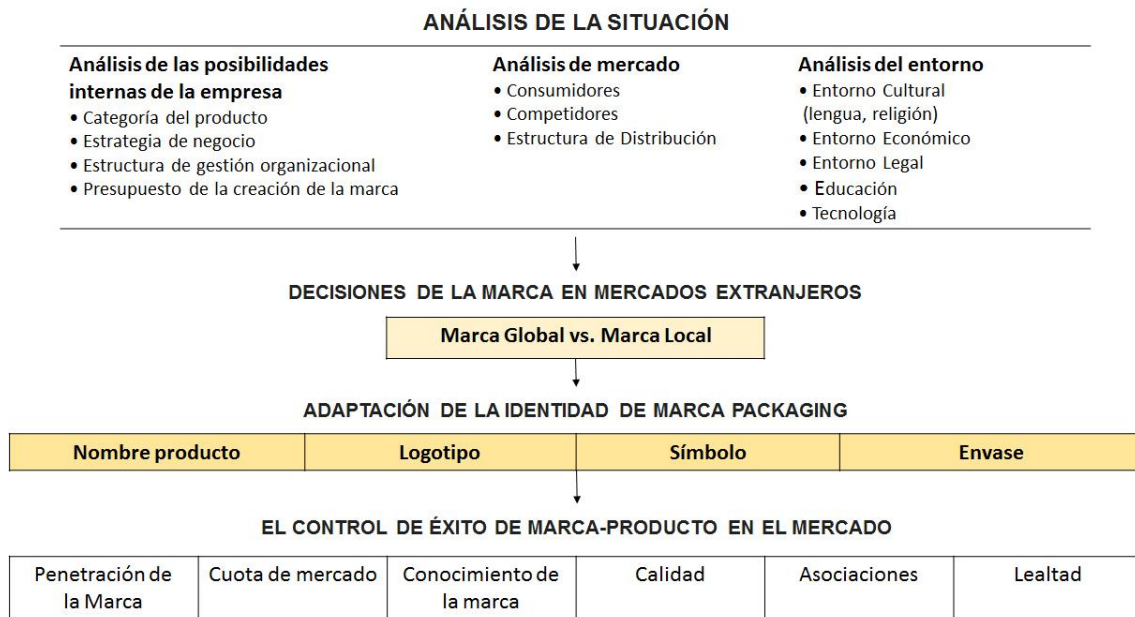 ANÁLISIS DE LA SITUACIÓN
Análisis de las posibilidades
internas de la empresa
• Categoría del producto
• Estrategia de negocio
• Estructura de gestión organizacional
• Presupuesto de la creación de la marca
Análisis de mercado
• Consumidores
• Competidores
• Estructura de Distribución
Análisis del entorno
• Entorno Cultural
(lengua, religión)
• Entorno Económico
• Entorno Legal
• Educación
• Tecnología
DECISIONES DE LA MARCA EN MERCADOS EXTRANJEROS
Marca Global vs. Marca Local
ADAPTACIÓN DE LA IDENTIDAD DE MARCA PACKAGING
Nombre producto
Logotipo
Símbolo
Envase
EL CONTROL DE ÉXITO DE MARCA-PRODUCTO EN EL MERCADO
Penetración de
la Marca
Cuota de mercado
Conocimiento de
la marca
Calidad
Asociaciones
Lealtad